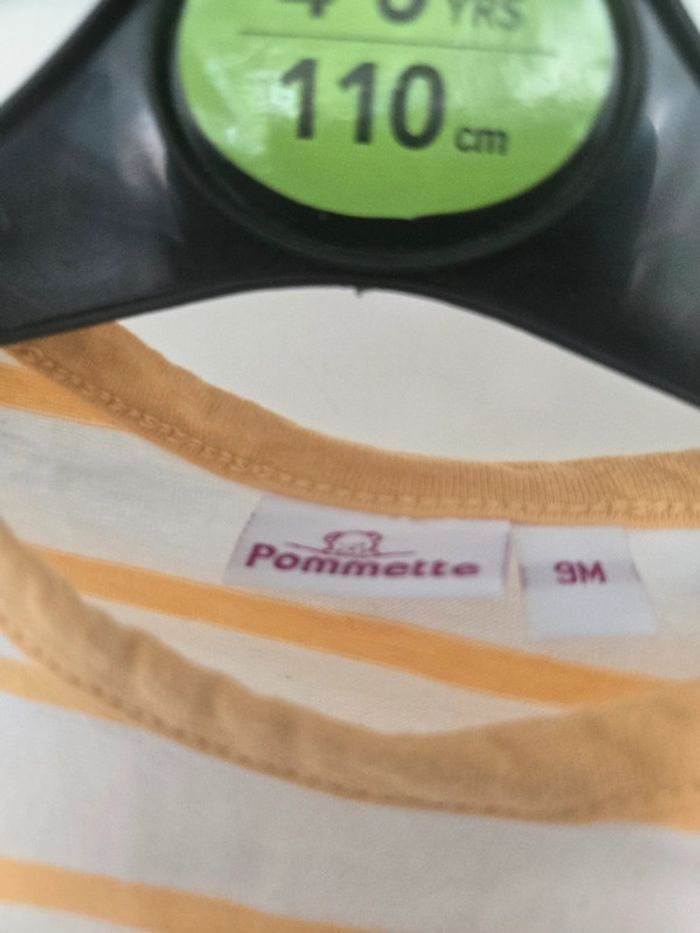 YRS
110 cm
Pommette
9M